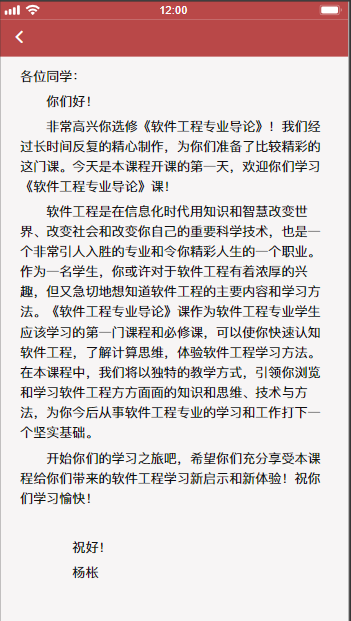 12:00
各位同学：
你们好！
非常高兴你选修《软件工程专业导论》！我们经
过长时间反复的精心制作，为你们准备了比较精彩的
这门课。今天是本课程开课的第一天，欢迎你们学习
《软件工程专业导论》课！
软件工程是在信息化时代用知识和智慧改变世
界、改变社会和改变你自己的重要科学技术，也是一
个非常引人入胜的专业和令你精彩人生的一个职业。
作为一名学生，你或许对于软件工程有着浓厚的兴
趣，但又急切地想知道软件工程的主要内容和学习方
法。《软件工程专业导论》课作为软件工程专业学生
应该学习的第一门课程和必修课，可以使你快速认知
软件工程，了解计算思维，体验软件工程学习方法。
在本课程中，我们将以独特的教学方式，引领你浏览
和学习软件工程方方面面的知识和思维、技术与方
法，为你今后从事软件工程专业的学习和工作打下一
个坚实基础。
开始你们的学习之旅吧，希望你们充分享受本课
程给你们带来的软件工程学习新启示和新体验！祝你
们学习愉快！
祝好！
杨枨